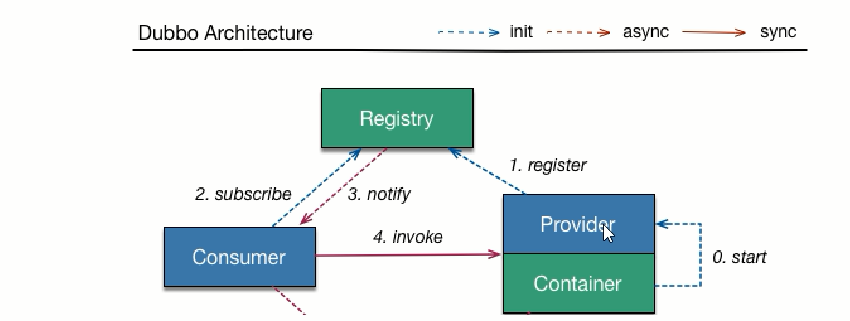 Dubbo Architecture
init
async
sync
Registry
1. register
2. subscribe
3. notify
Provider
4. invoke
Consumer
0. start
Container